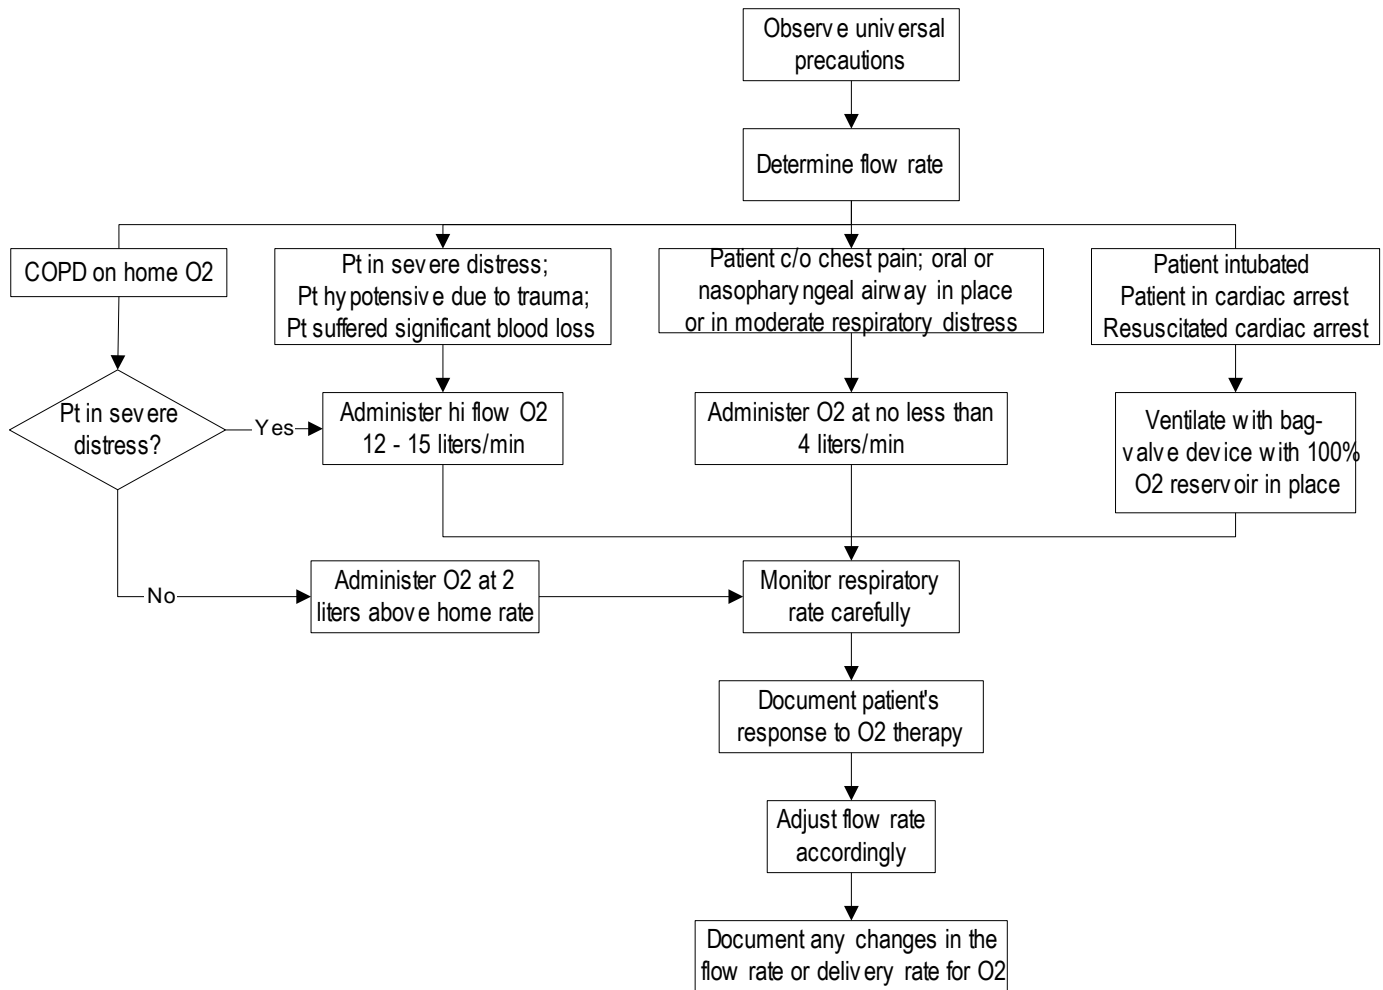 Observe universal
precautions
Determine flow rate
COPD on home O2
Pt in severe distress;
Pt hypotensive due to trauma;
Pt suffered significant blood loss
Patient c/o chest pain; oral or
nasopharyngeal airway in place
or in moderate respiratory distress
Patient intubated
Patient in cardiac arrest
Resuscitated cardiac arrest
Pt in severe
distress?
Yes
Administer hi flow O2
12 - 15 liters/min
Administer O2 at no less than
4 liters/min
Ventilate with bag-
valve device with 100%
O2 reservoir in place
No
Administer O2 at 2
liters above home rate
Monitor respiratory
rate carefully
Document patient's
response to O2 therapy
Adjust flow rate
accordingly
Document any changes in the
flow rate or delivery rate for O2